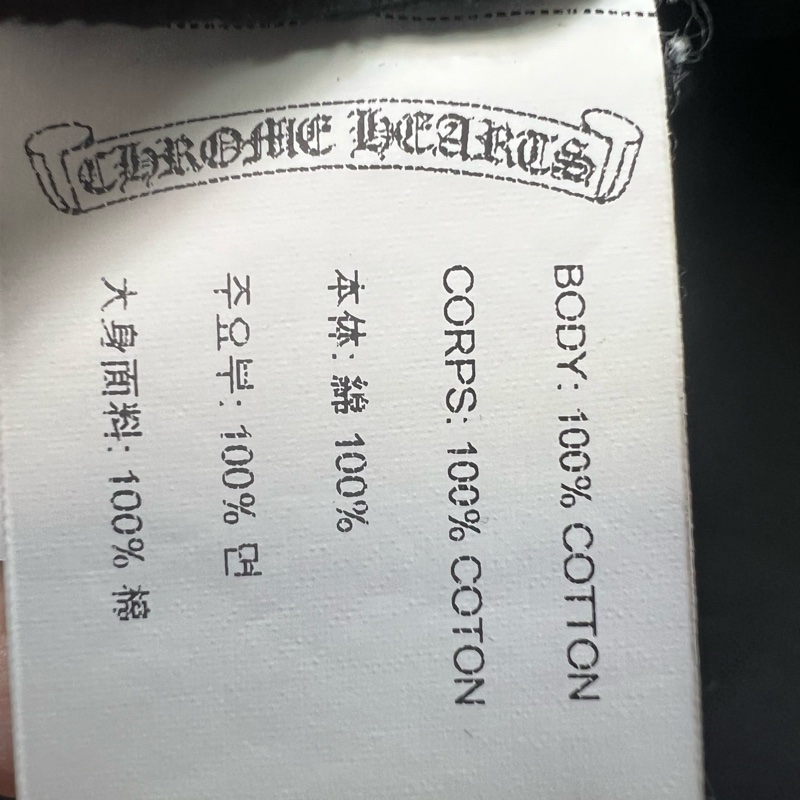 CHROME HEARTS
BODY: 100% COTTON
CORPS: 100% COTON
本体: 綿 100%
주요부: 100% 면
大身面料: 100% 棉